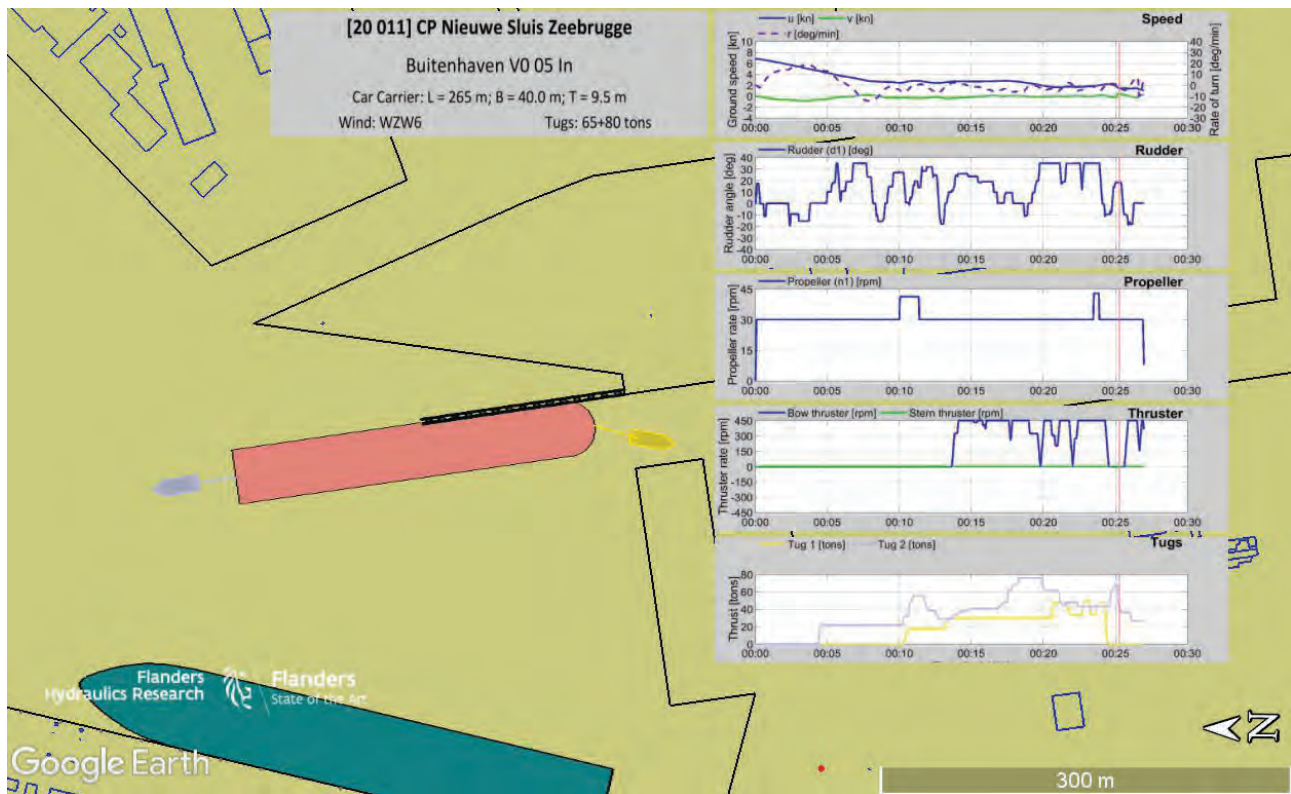 [20 011] CP Nieuwe Sluis Zeebrugge
Buitenhaven V0 05 In
Car Carrier: L = 265 m; B = 40.0 m; T = 9.5 m
Wind: WZW6 Tugs: 65+80 tons
u [kn] v [kn] Speed
r [deg/min]
Ground speed [kn]
10
8
6
4
2
0
-2
-4
40
30
20
10
0
-10
-20
-30
Rate of turn [deg/min]
00:00 00:05 00:10 00:15 00:20 00:25 00:30
Rudder (d1) [deg] Rudder
Rudder angle [deg]
40
30
20
10
0
-10
-20
-30
-40
00:00 00:05 00:10 00:15 00:20 00:25 00:30
Propeller (n1) [rpm] Propeller
Propeller rate [rpm]
45
30
15
0
00:00 00:05 00:10 00:15 00:20 00:25 00:30
Bow thruster [rpm] Stern thruster [rpm] Thruster
Thruster rate [rpm]
450
300
150
0
-150
-300
-450
00:00 00:05 00:10 00:15 00:20 00:25 00:30
Tug 1 [tons] Tug 2 [tons] Tugs
Thrust [tons]
80
60
40
20
0
00:00 00:05 00:10 00:15 00:20 00:25 00:30
Flanders
Hydraulics Research
Flanders
State of the Art
Google Earth
N
300 m